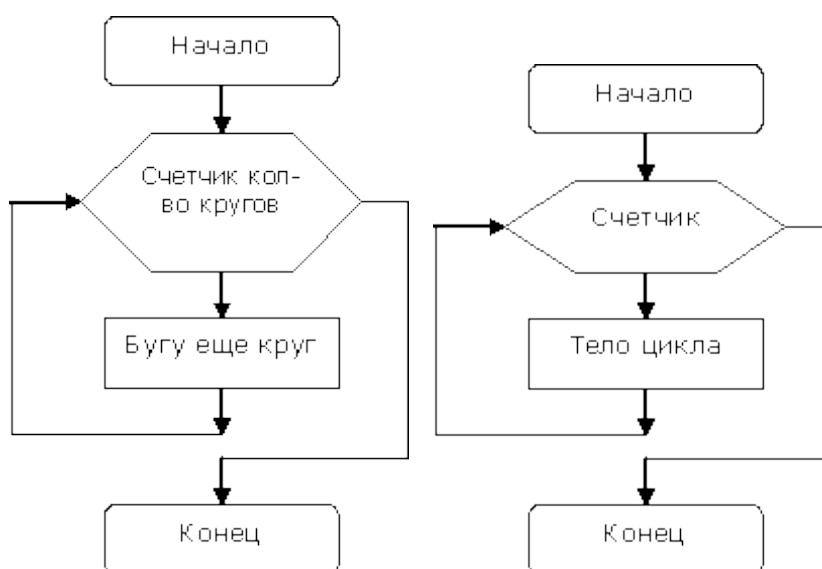 Начало
Счетчик кол-
во кругов
Бугу еще круг
Конец
Начало
Счетчик
Тело цикла
Конец